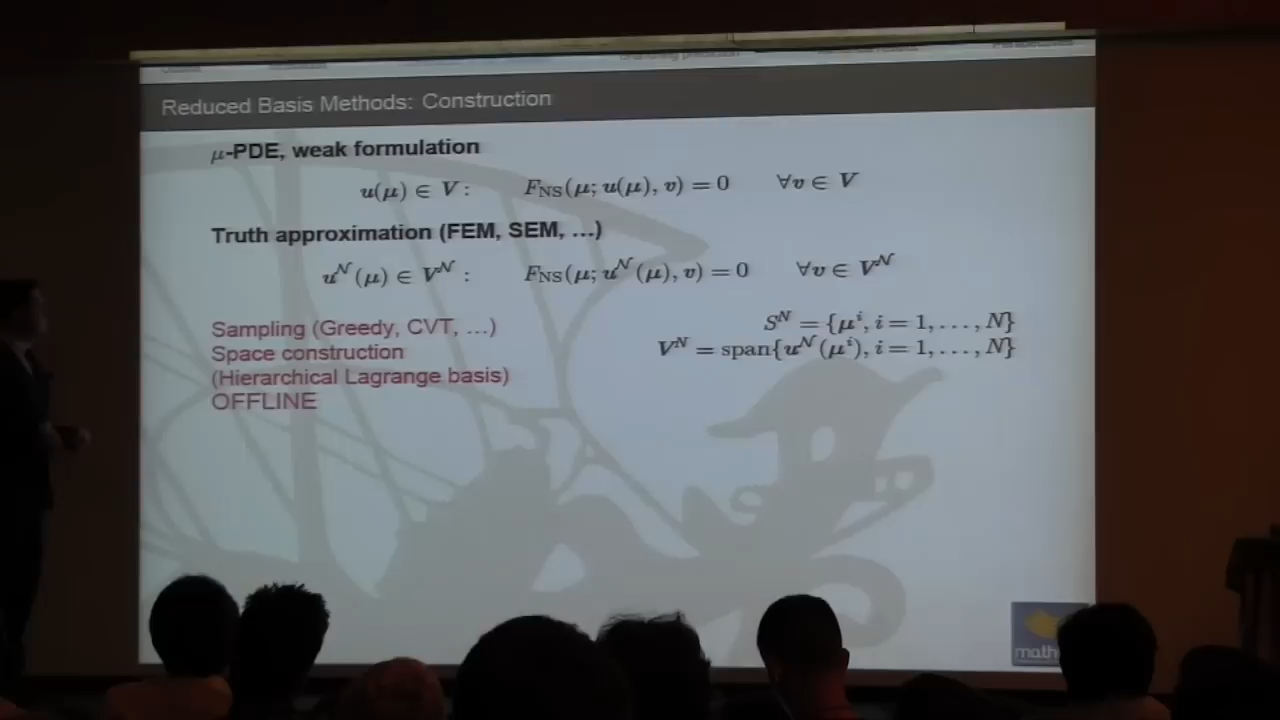 Reduced Basis Methods: Construction
μ-PDE, weak formulation
u(μ) ∈ V : F_NS(μ; u(μ), v) = 0 ∀v ∈ V
Truth approximation (FEM, SEM, ...)
u^𝒩(μ) ∈ V^𝒩 : F_NS(μ; u^𝒩(μ), v) = 0 ∀v ∈ V^𝒩
Sampling (Greedy, CVT, ...) S^N = {μ^i, i = 1, ..., N}
Space construction V^N = span{u^𝒩(μ^i), i = 1, ..., N}
(Hierarchical Lagrange basis)
OFFLINE